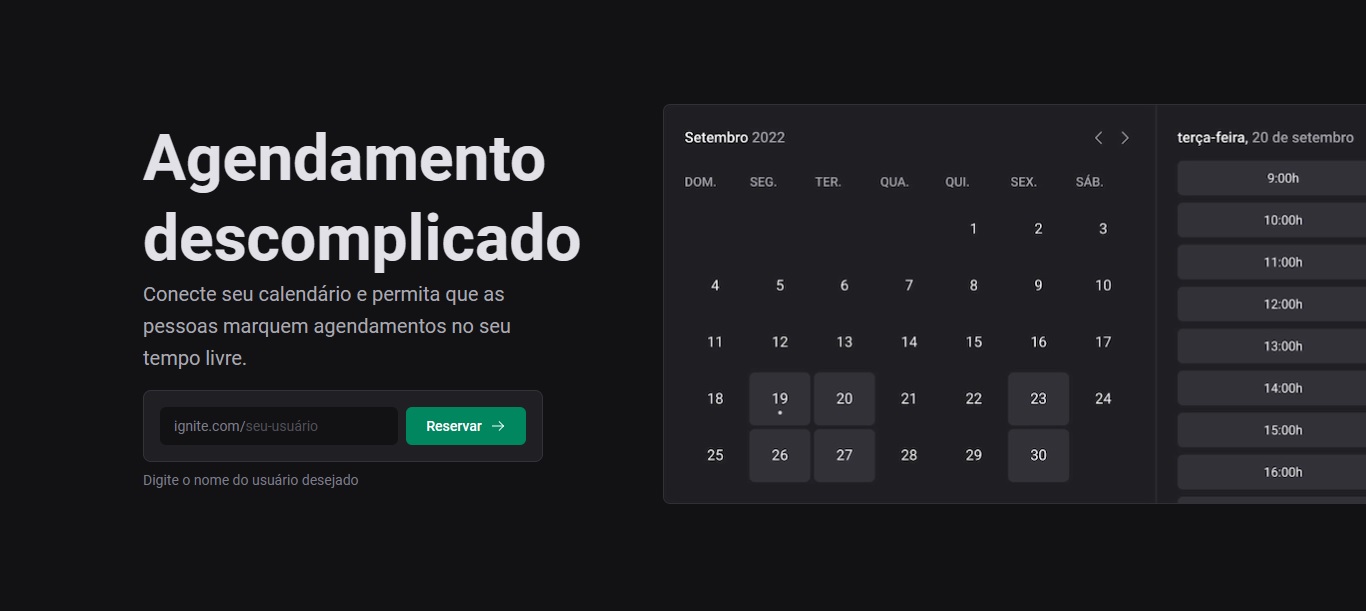 Agendamento
descomplicado
Conecte seu calendário e permita que as
pessoas marquem agendamentos no seu
tempo livre.
ignite.com/seu-usuário
Reservar
Digite o nome do usuário desejado
Setembro 2022
DOM. SEG. TER. QUA. QUI. SEX. SÁB.
1 2 3
4 5 6 7 8 9 10
11 12 13 14 15 16 17
18 19 20 21 22 23 24
25 26 27 28 29 30
terça-feira, 20 de setembro
9:00h
10:00h
11:00h
12:00h
13:00h
14:00h
15:00h
16:00h